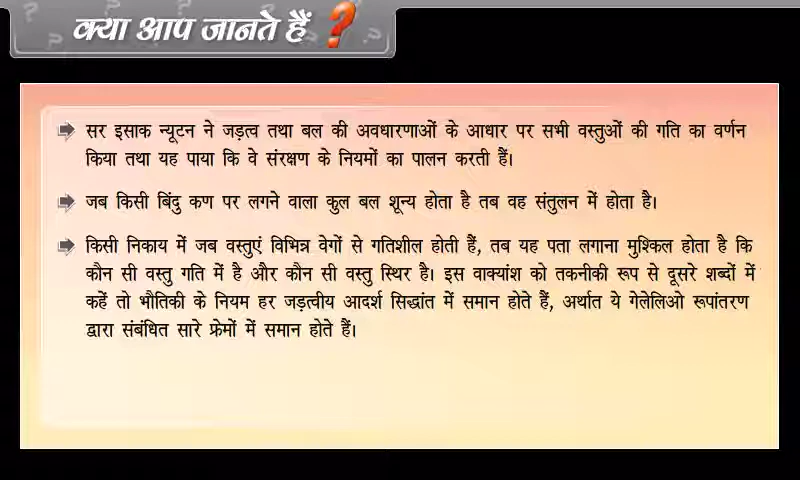 क्या आप जानते हैं ?
सर इसाक न्यूटन ने जड़त्व तथा बल की अवधारणाओं के आधार पर सभी वस्तुओं की गति का वर्णन
किया तथा यह पाया कि वे संरक्षण के नियमों का पालन करती हैं।
जब किसी बिंदु कण पर लगने वाला कुल बल शून्य होता है तब वह संतुलन में होता है।
किसी निकाय में जब वस्तुएं विभिन्न वेगों से गतिशील होती हैं, तब यह पता लगाना मुश्किल होता है कि
कौन सी वस्तु गति में है और कौन सी वस्तु स्थिर है। इस वाक्यांश को तकनीकी रूप से दूसरे शब्दों में
कहें तो भौतिकी के नियम हर जड़त्वीय आदर्श सिद्धांत में समान होते हैं, अर्थात ये गेलेलिओ रूपांतरण
द्वारा संबंधित सारे फ्रेमों में समान होते हैं।